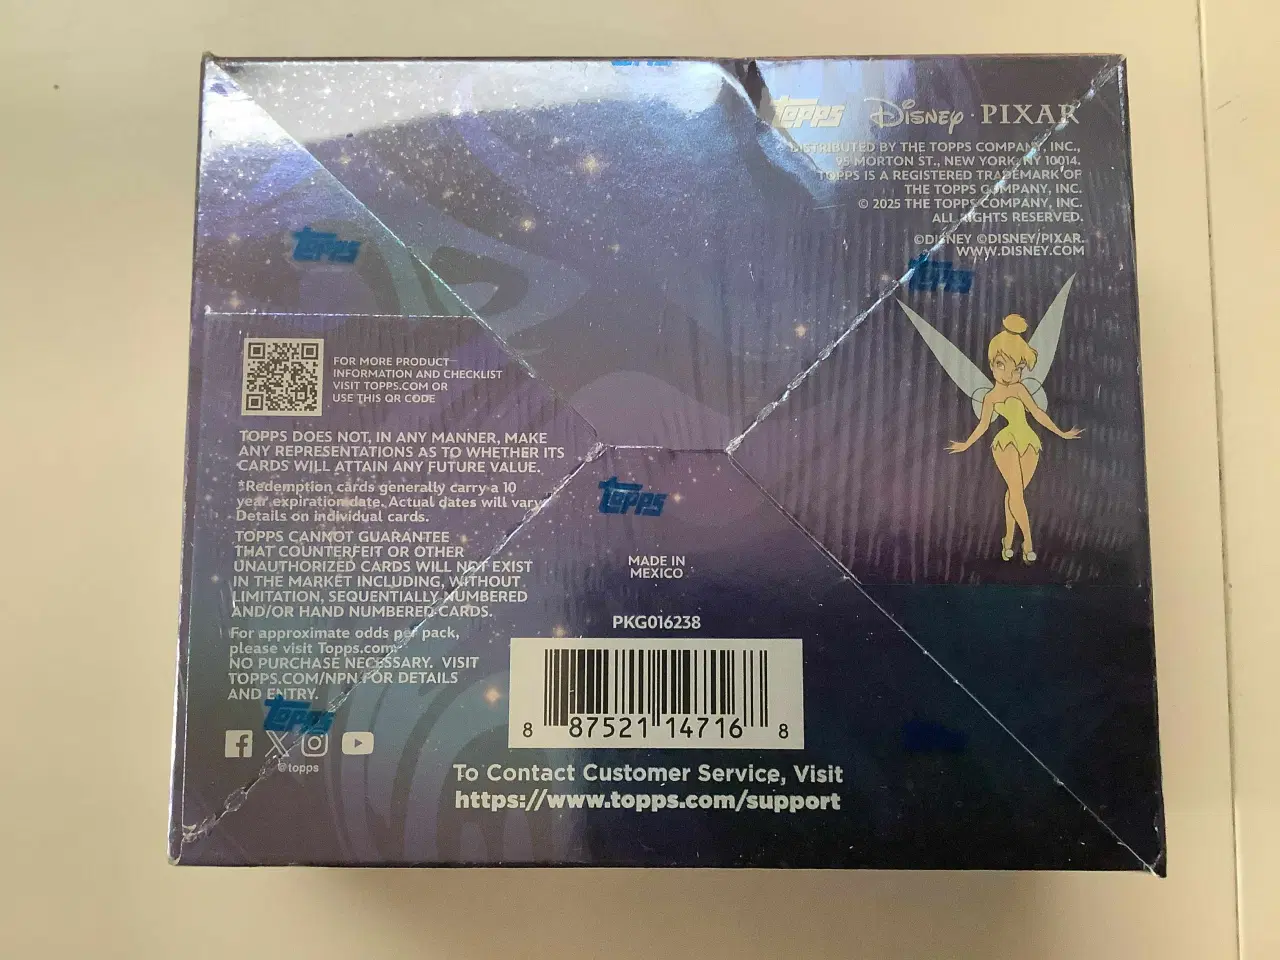 Topps Disney · PIXAR
DISTRIBUTED BY THE TOPPS COMPANY, INC.,
95 MORTON ST., NEW YORK, NY 10014.
TOPPS IS A REGISTERED TRADEMARK OF
THE TOPPS COMPANY, INC.
© 2025 THE TOPPS COMPANY, INC.
ALL RIGHTS RESERVED.
©DISNEY ©DISNEY/PIXAR.
WWW.DISNEY.COM
Topps
Topps
FOR MORE PRODUCT
INFORMATION AND CHECKLIST
VISIT TOPPS.COM OR
USE THIS QR CODE
TOPPS DOES NOT, IN ANY MANNER, MAKE
ANY REPRESENTATIONS AS TO WHETHER ITS
CARDS WILL ATTAIN ANY FUTURE VALUE.
*Redemption cards generally carry a 10
year expiration date. Actual dates will vary.
Details on individual cards.
TOPPS CANNOT GUARANTEE
THAT COUNTERFEIT OR OTHER
UNAUTHORIZED CARDS WILL NOT EXIST
IN THE MARKET INCLUDING, WITHOUT
LIMITATION, SEQUENTIALLY NUMBERED
AND/OR HAND NUMBERED CARDS.
For approximate odds per pack,
please visit Topps.com.
NO PURCHASE NECESSARY. VISIT
TOPPS.COM/NPN FOR DETAILS
AND ENTRY.
Topps
@topps
Topps
MADE IN
MEXICO
PKG016238
8 87521 14716 8
To Contact Customer Service, Visit
https://www.topps.com/support